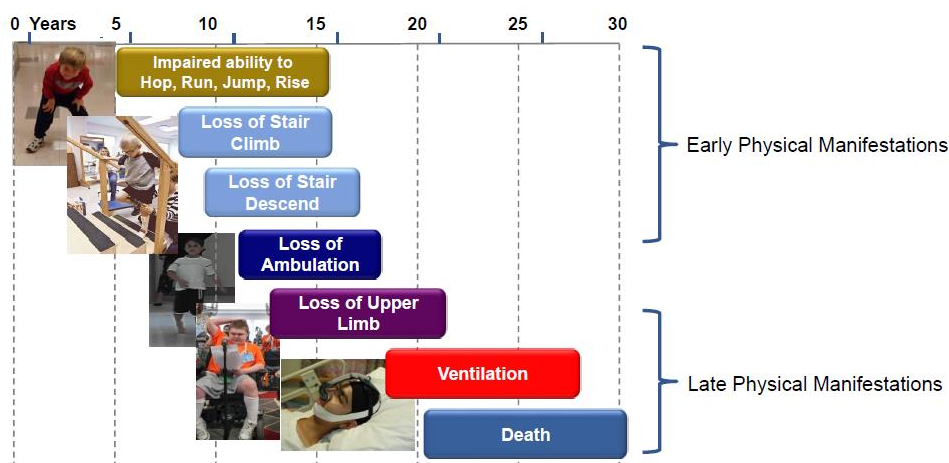 0 Years 5 10 15 20 25 30
Impaired ability to
Hop, Run, Jump, Rise
Loss of Stair
Climb
Early Physical Manifestations
Loss of Stair
Descend
Loss of
Ambulation
Loss of Upper
Limb
Ventilation
Late Physical Manifestations
Death